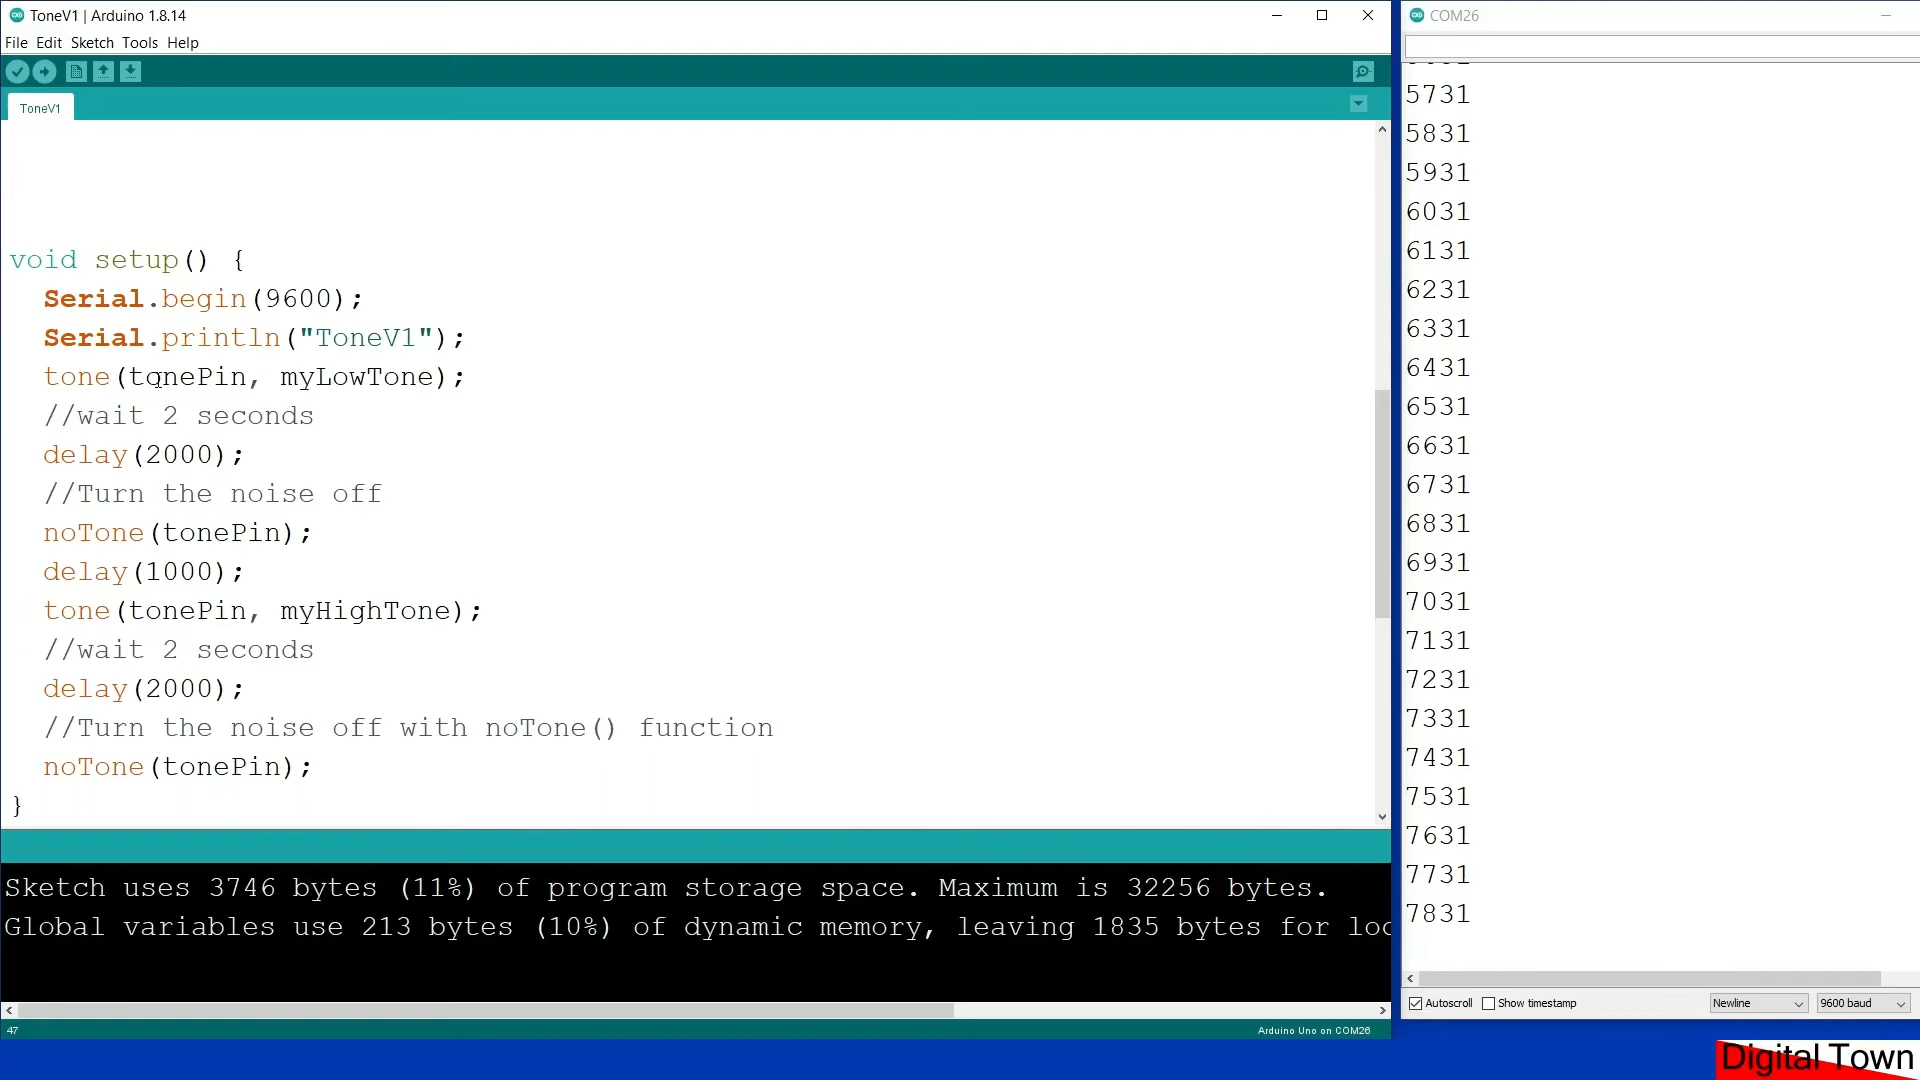 ToneV1 | Arduino 1.8.14
File Edit Sketch Tools Help
ToneV1
void setup() {
Serial.begin(9600);
Serial.println("ToneV1");
tone(tonePin, myLowTone);
//wait 2 seconds
delay(2000);
//Turn the noise off
noTone(tonePin);
delay(1000);
tone(tonePin, myHighTone);
//wait 2 seconds
delay(2000);
//Turn the noise off with noTone() function
noTone(tonePin);
}
Sketch uses 3746 bytes (11%) of program storage space. Maximum is 32256 bytes.
Global variables use 213 bytes (10%) of dynamic memory, leaving 1835 bytes for loc
47
Arduino Uno on COM26
COM26
5731
5831
5931
6031
6131
6231
6331
6431
6531
6631
6731
6831
6931
7031
7131
7231
7331
7431
7531
7631
7731
7831
Autoscroll Show timestamp Newline 9600 baud
Digital Town